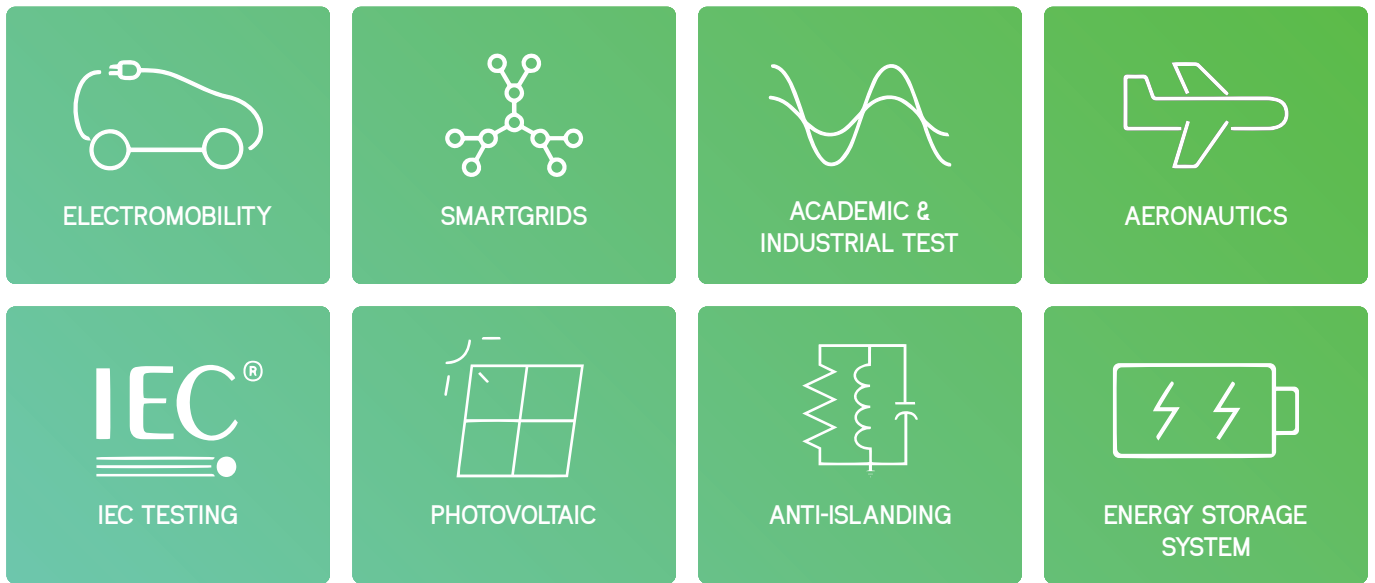 ELECTROMOBILITY
SMARTGRIDS
ACADEMIC &
INDUSTRIAL TEST
AERONAUTICS
IEC®
IEC TESTING
PHOTOVOLTAIC
ANTI-ISLANDING
ENERGY STORAGE
SYSTEM